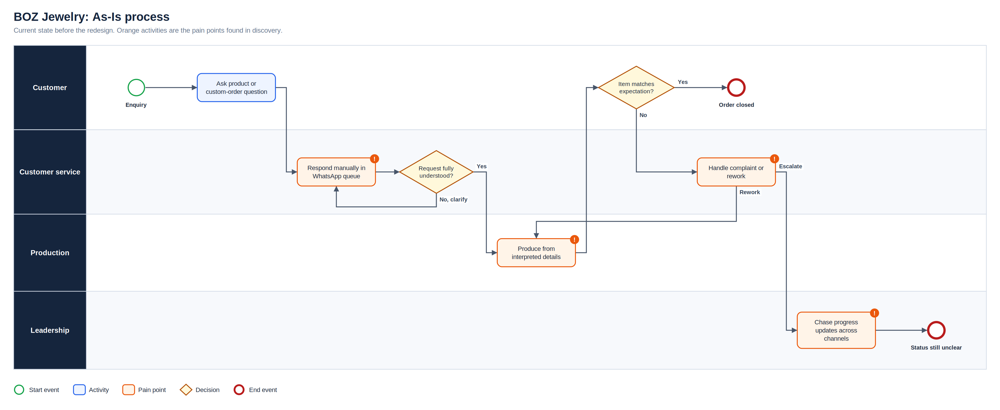 BOZ Jewelry: As-Is process
Current state before the redesign. Orange activities are the pain points found in discovery.
Customer
Enquiry
Ask product or
custom-order question
Item matches
expectation?
Yes
No
Order closed
Customer service
Respond manually in
WhatsApp queue
!
Request fully
understood?
Yes
No, clarify
Handle complaint or
rework
!
Escalate
Rework
Production
Produce from
interpreted details
!
Leadership
Chase progress
updates across
channels
!
Status still unclear
Start event
Activity
Pain point
Decision
End event